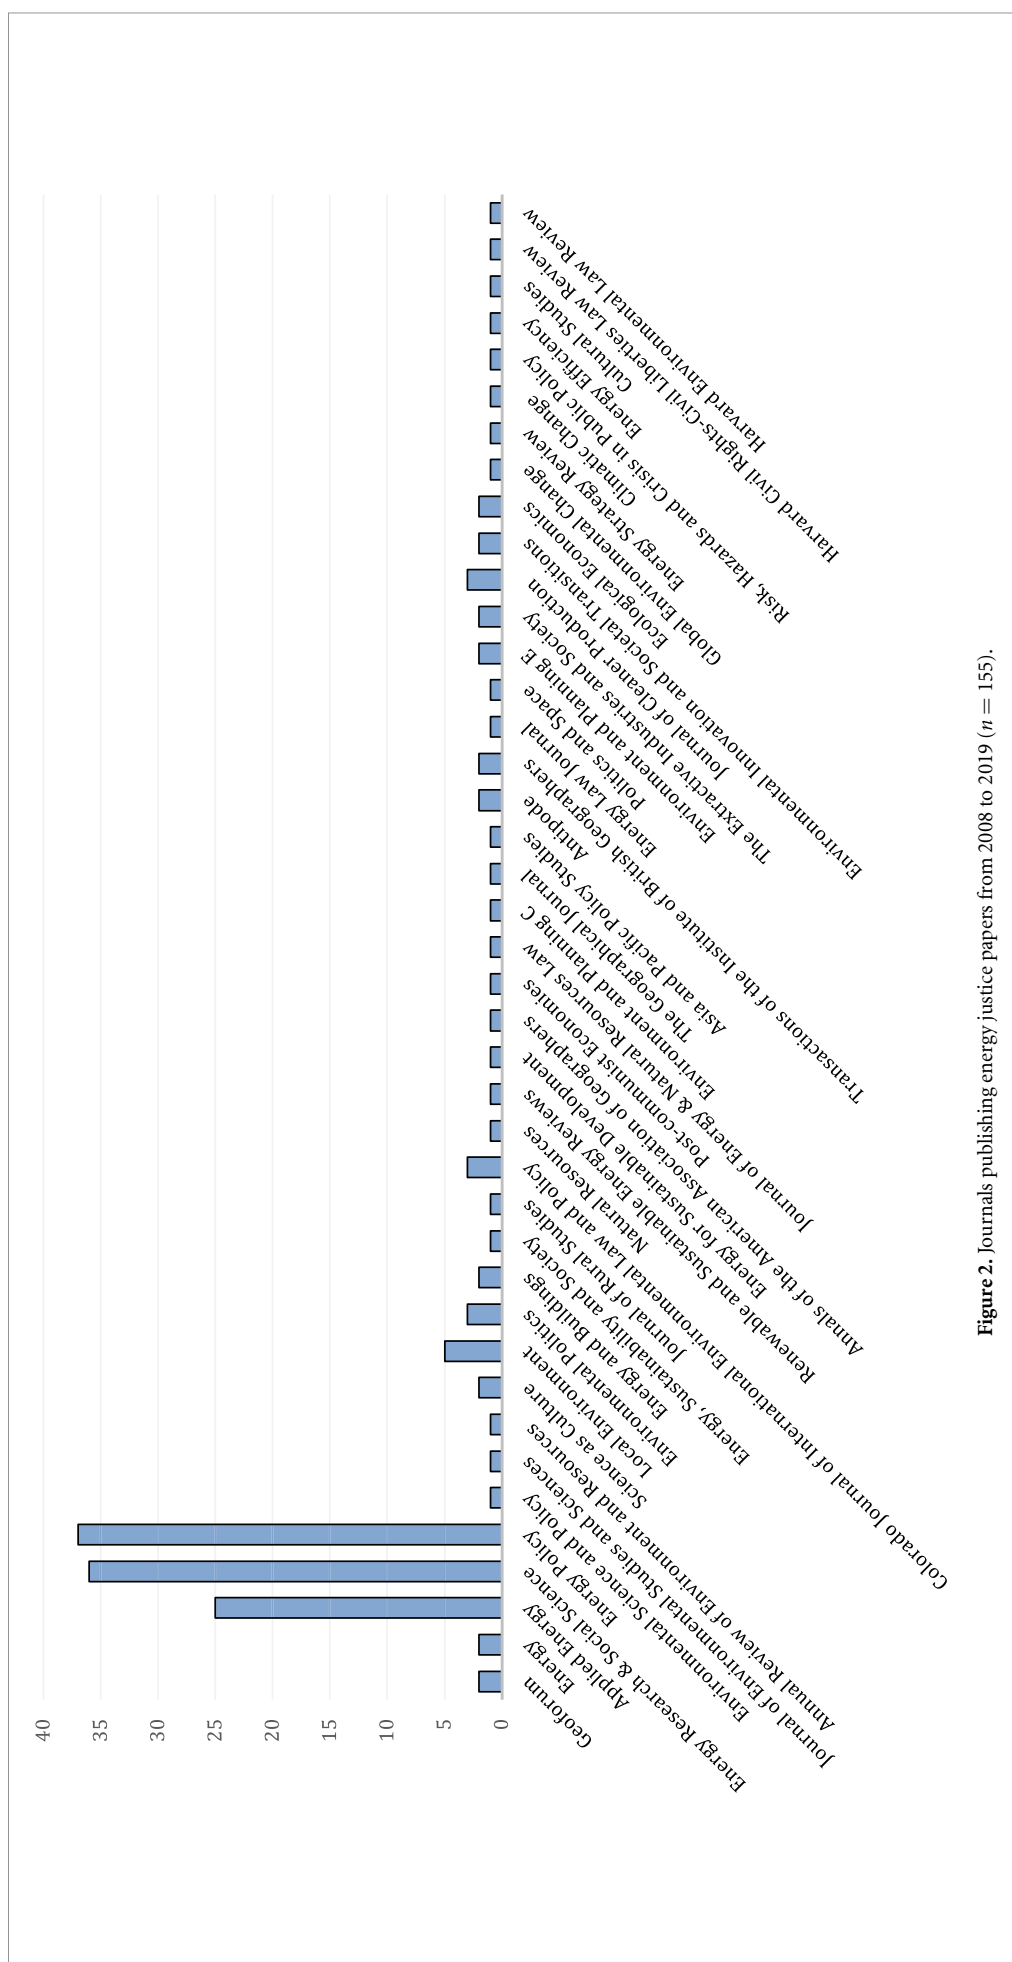 40
35
30
25
20
15
10
5
0
Geoforum
Energy
Applied Energy
Energy Research & Social Science
Energy Policy
Environmental Science and Policy
Journal of Environmental Studies and Sciences
Annual Review of Environment and Resources
Science as Culture
Local Environment
Environmental Politics
Energy and Buildings
Energy, Sustainability and Society
Journal of Rural Studies
Colorado Journal of International Environmental Law and Policy
Natural Resources
Renewable and Sustainable Energy Reviews
Energy for Sustainable Development
Annals of the American Association of Geographers
Post-communist Economies
Journal of Energy & Natural Resources Law
Environment and Planning C
The Geographical Journal
Asia and Pacific Policy Studies
Antipode
Transactions of the Institute of British Geographers
Energy Law Journal
Politics and Space
Environment and Planning E
The Extractive Industries and Society
Journal of Cleaner Production
Environmental Innovation and Societal Transitions
Ecological Economics
Global Environmental Change
Energy Strategy Review
Climatic Change
Risk, Hazards and Crisis in Public Policy
Energy Efficiency
Cultural Studies
Harvard Civil Rights-Civil Liberties Law Review
Harvard Environmental Law Review
Figure 2. Journals publishing energy justice papers from 2008 to 2019 (n = 155).